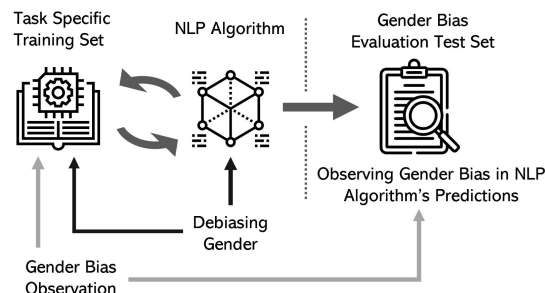 Task Specific
Training Set
NLP Algorithm
Gender Bias
Evaluation Test Set
Observing Gender Bias in NLP
Algorithm's Predictions
Debiasing
Gender
Gender Bias
Observation